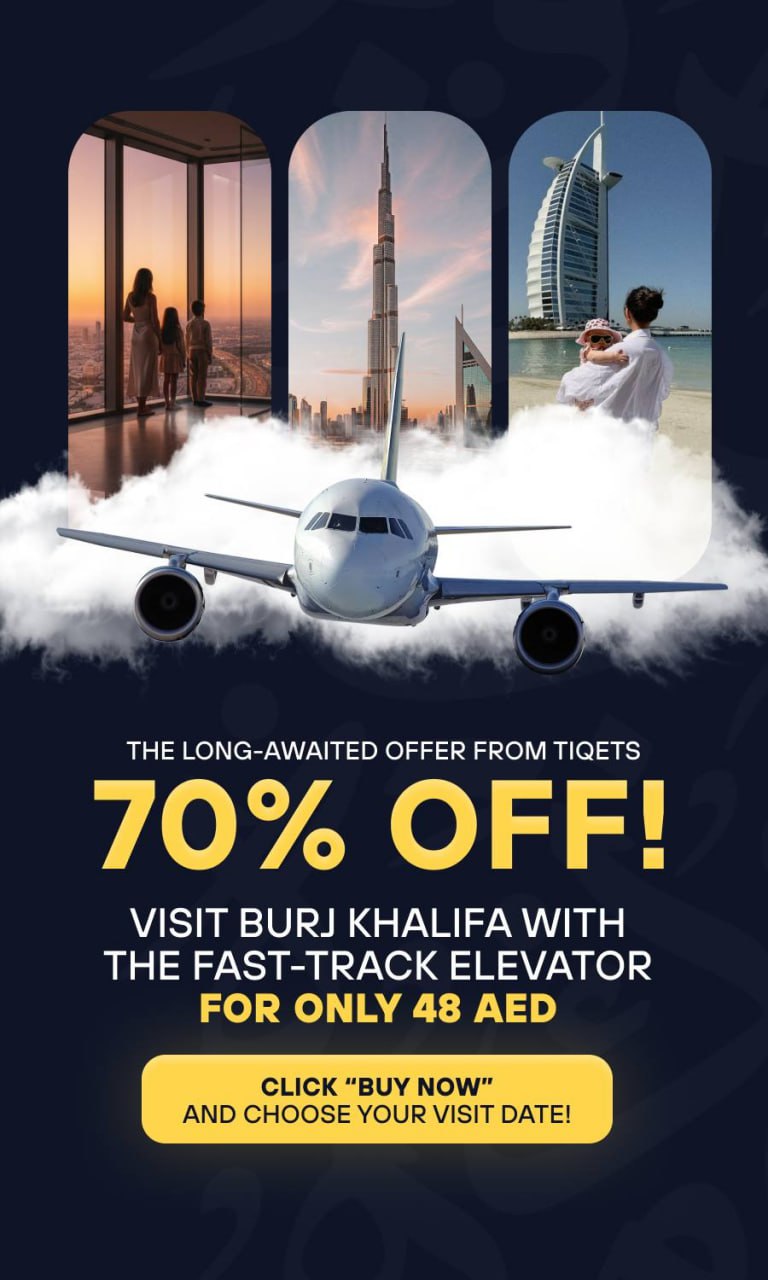 THE LONG-AWAITED OFFER FROM TIQETS
70% OFF!
VISIT BURJ KHALIFA WITH
THE FAST-TRACK ELEVATOR
FOR ONLY 48 AED
CLICK “BUY NOW”
AND CHOOSE YOUR VISIT DATE!